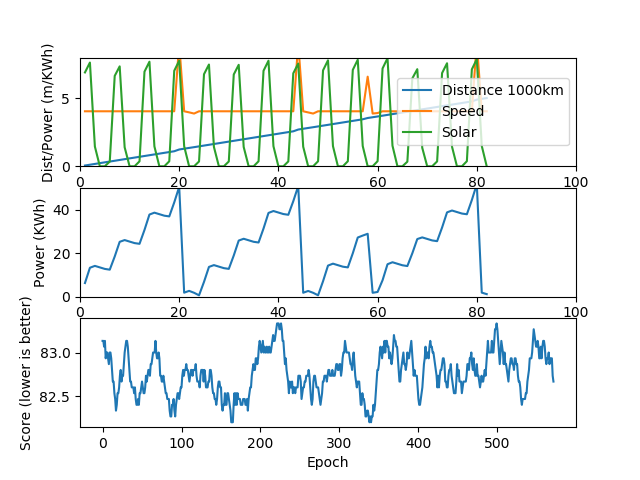 Dist/Power (m/KWh)
5
0
Distance 1000km
Speed
Solar
0 20 40 60 80 100
Power (KWh)
40
20
0
0 20 40 60 80 100
Score (lower is better)
83.0
82.5
0 100 200 300 400 500
Epoch